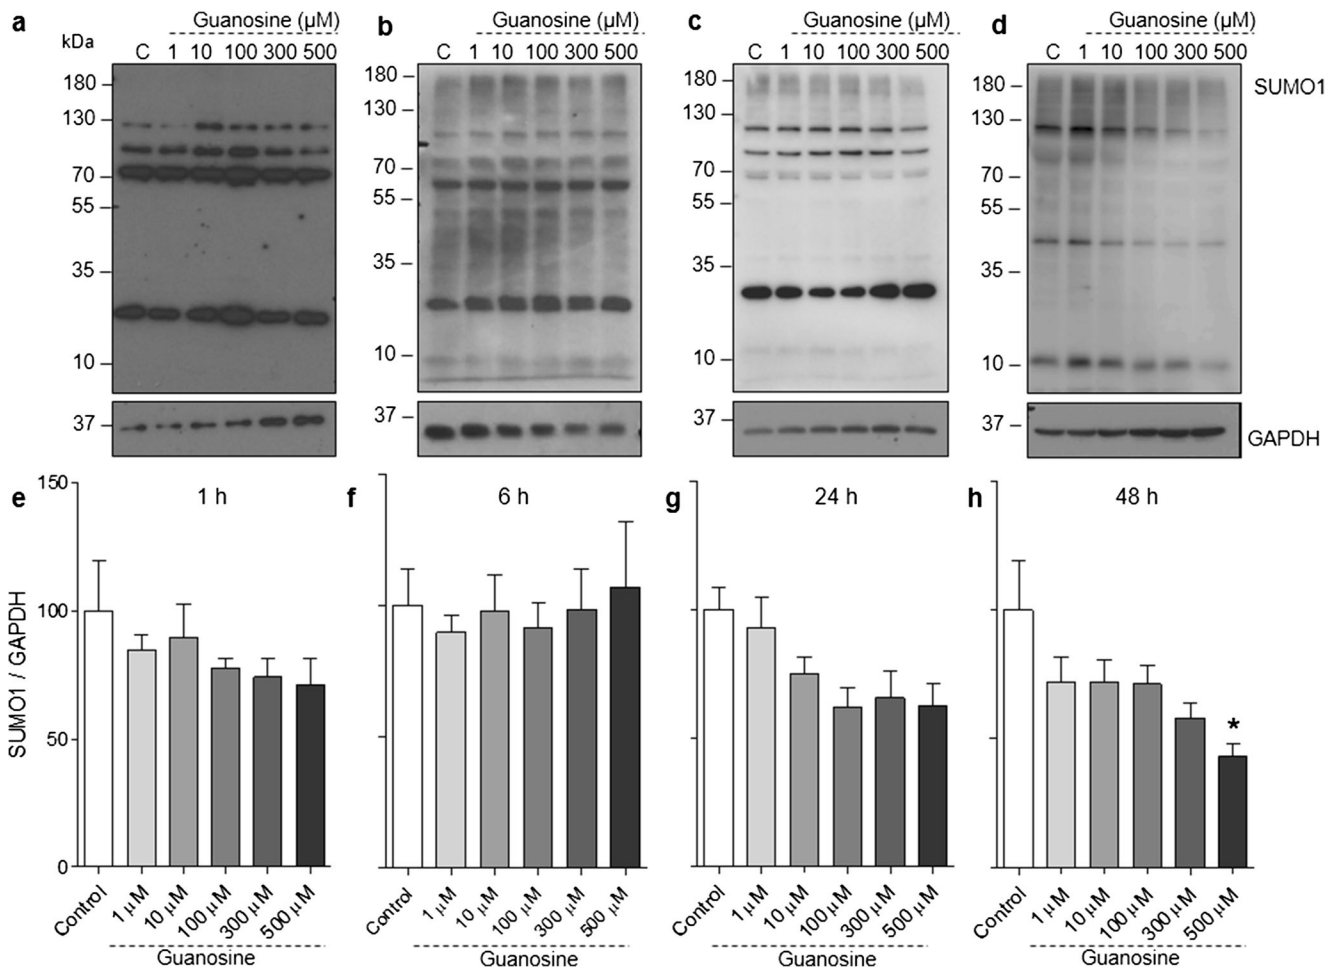 a
Guanosine (µM)
kDa
C 1 10 100 300 500
180
130
70
55
35
10
37
b
Guanosine (µM)
C 1 10 100 300 500
180
130
70
55
35
10
37
c
Guanosine (µM)
C 1 10 100 300 500
180
130
70
55
35
10
37
d
Guanosine (µM)
C 1 10 100 300 500
180
130
70
55
35
10
37
SUMO1
GAPDH
e
1 h
SUMO1 / GAPDH
150
100
50
0
Control
1 µM
10 µM
100 µM
300 µM
500 µM
Guanosine
f
6 h
Control
1 µM
10 µM
100 µM
300 µM
500 µM
Guanosine
g
24 h
Control
1 µM
10 µM
100 µM
300 µM
500 µM
Guanosine
h
48 h
*
Control
1 µM
10 µM
100 µM
300 µM
500 µM
Guanosine